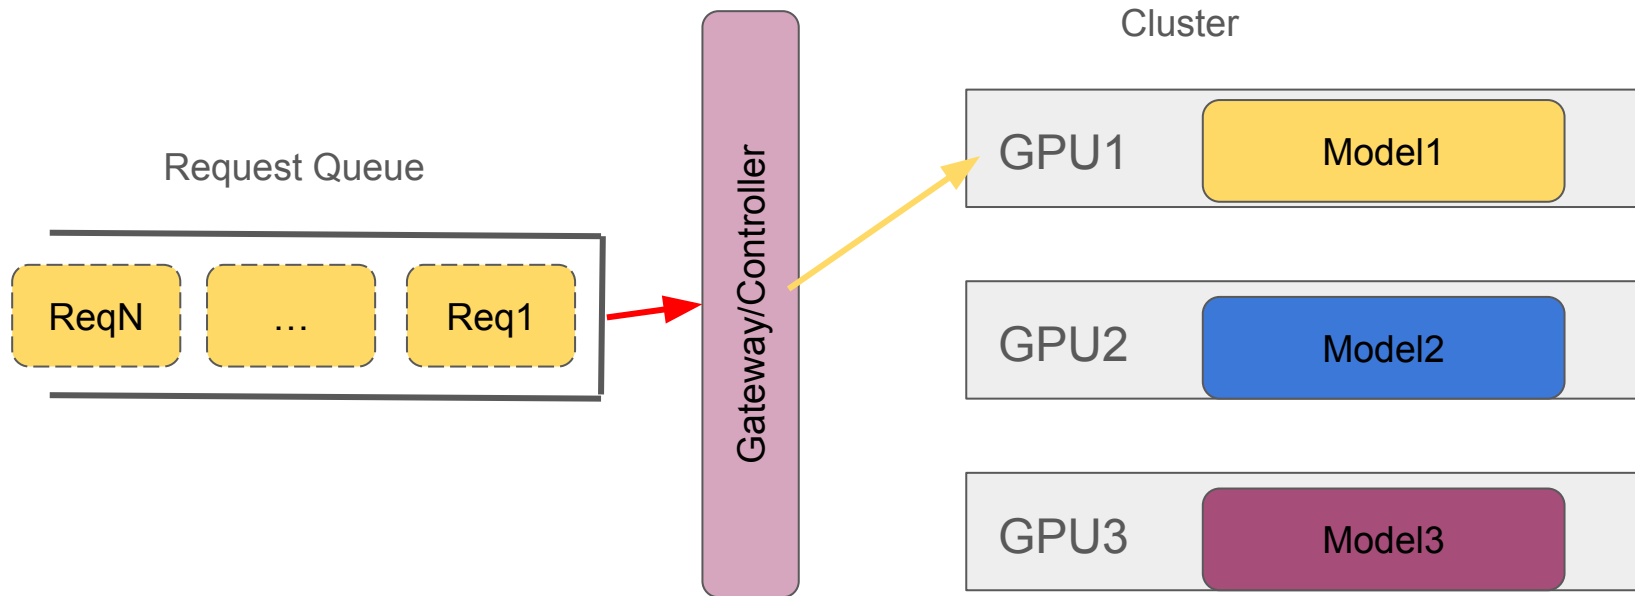 Cluster
Request Queue
ReqN
...
Req1
Gateway/Controller
GPU1
Model1
GPU2
Model2
GPU3
Model3